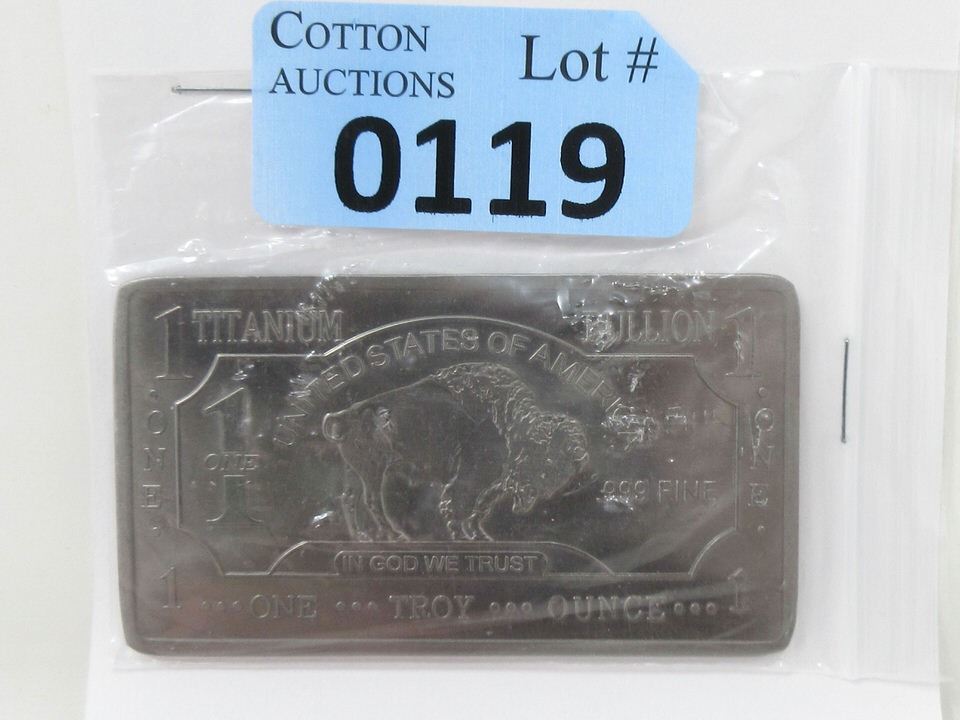 COTTON
AUCTIONS
Lot #
0119
1 TITANIUM BULLION 1
UNITED STATES OF AMERICA
1
ONE
.999 FINE
· ONE ·
· ONE ·
IN GOD WE TRUST
1 ··· ONE ··· TROY ··· OUNCE ··· 1